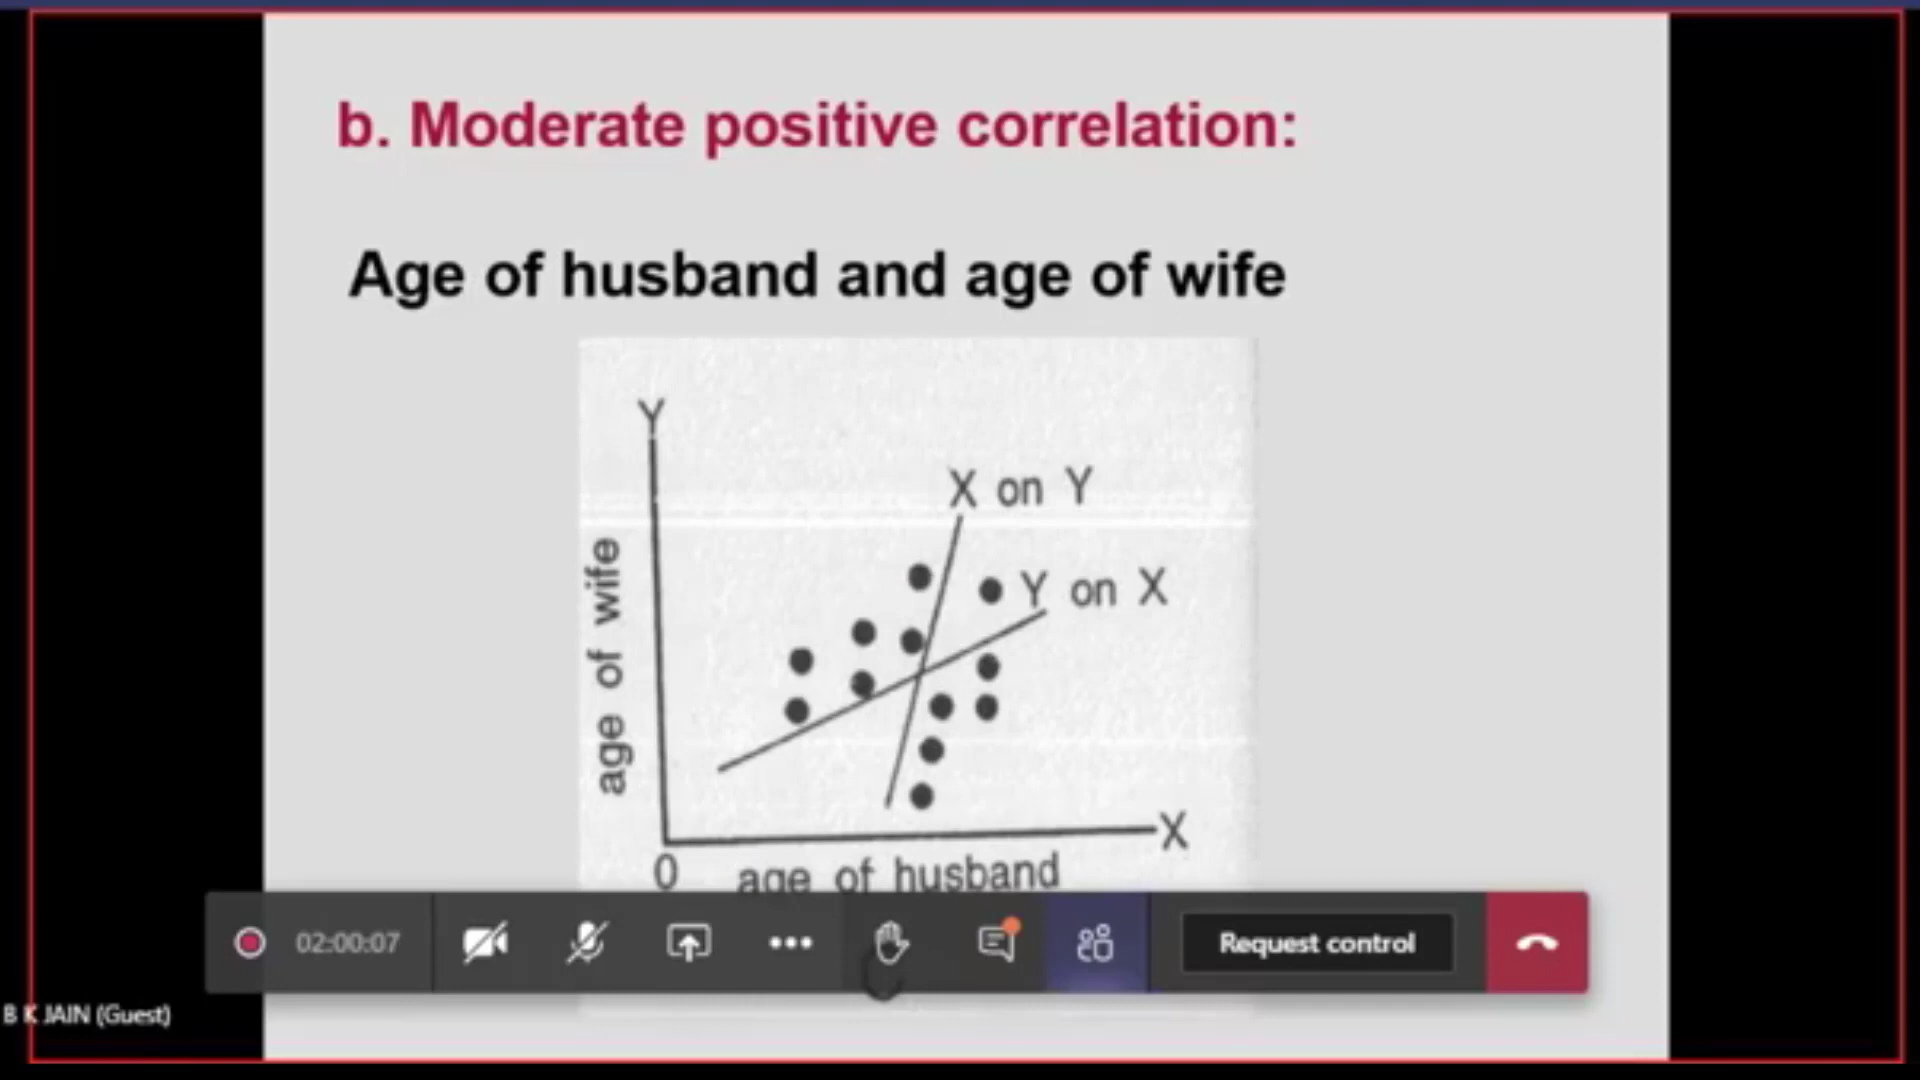 b. Moderate positive correlation:
Age of husband and age of wife
Y
X on Y
Y on X
age of wife
X
0
age of husband
02:00:07
Request control
B K JAIN (Guest)